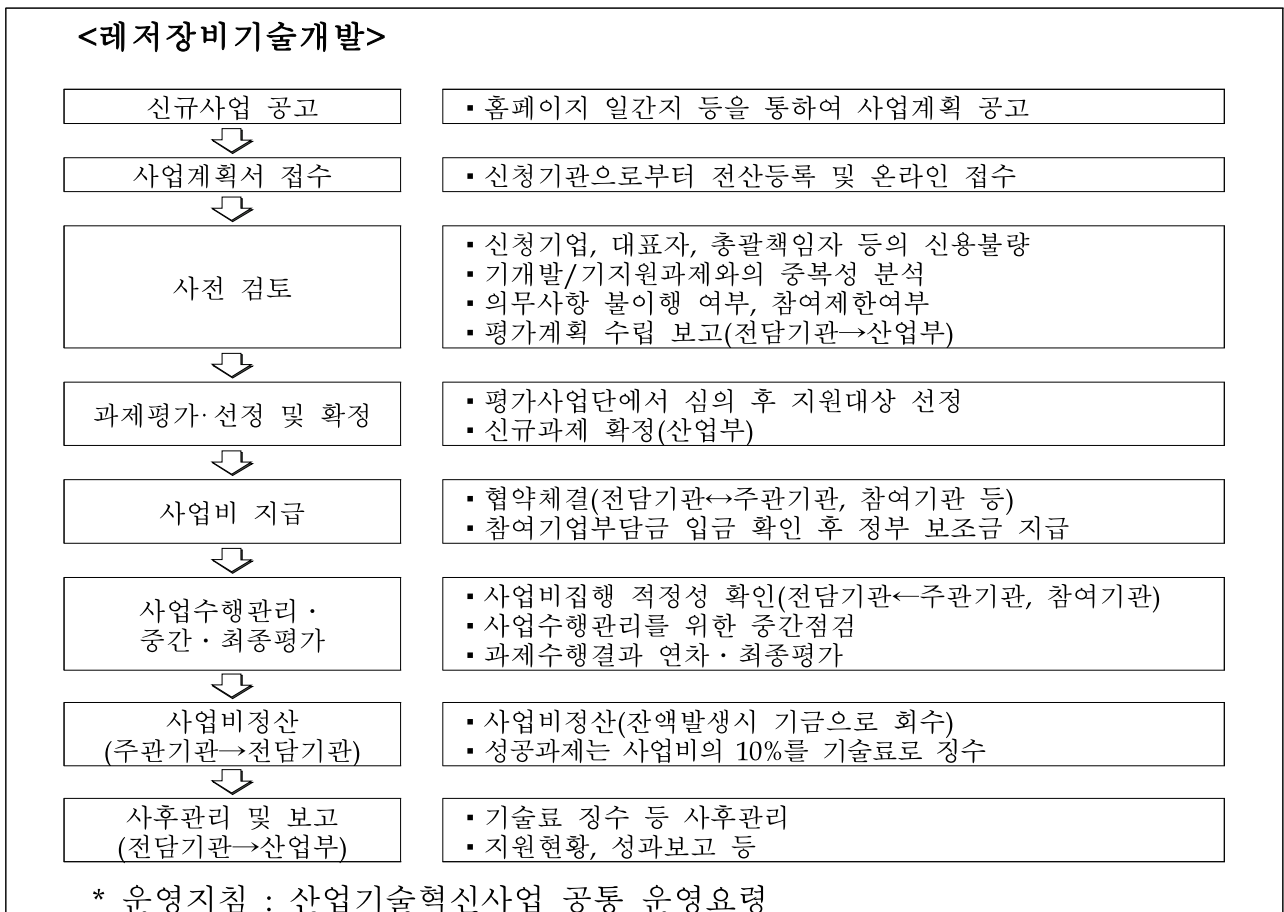 <레저장비기술개발>
신규사업 공고
▪ 홈페이지 일간지 등을 통하여 사업계획 공고
사업계획서 접수
▪ 신청기관으로부터 전산등록 및 온라인 접수
사전 검토
▪ 신청기업, 대표자, 총괄책임자 등의 신용불량
▪ 기개발/기지원과제와의 중복성 분석
▪ 의무사항 불이행 여부, 참여제한여부
▪ 평가계획 수립 보고(전담기관→산업부)
과제평가·선정 및 확정
▪ 평가사업단에서 심의 후 지원대상 선정
▪ 신규과제 확정(산업부)
사업비 지급
▪ 협약체결(전담기관↔주관기관, 참여기관 등)
▪ 참여기업부담금 입금 확인 후 정부 보조금 지급
사업수행관리·
중간·최종평가
▪ 사업비집행 적정성 확인(전담기관←주관기관, 참여기관)
▪ 사업수행관리를 위한 중간점검
▪ 과제수행결과 연차·최종평가
사업비정산
(주관기관→전담기관)
▪ 사업비정산(잔액발생시 기금으로 회수)
▪ 성공과제는 사업비의 10%를 기술료로 징수
사후관리 및 보고
(전담기관→산업부)
▪ 기술료 징수 등 사후관리
▪ 지원현황, 성과보고 등
* 운영지침 : 산업기술혁신사업 공통 운영요령